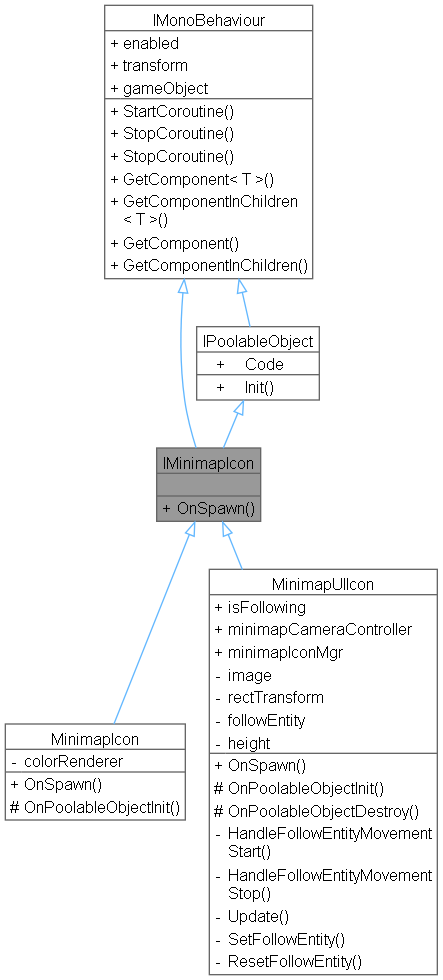 IMonoBehaviour
+ enabled
+ transform
+ gameObject
+ StartCoroutine()
+ StopCoroutine()
+ StopCoroutine()
+ GetComponent< T >()
+ GetComponentInChildren
< T >()
+ GetComponent()
+ GetComponentInChildren()
IPoolableObject
+ Code
+ Init()
IMinimapIcon
+ OnSpawn()
MinimapUIIcon
+ isFollowing
+ minimapCameraController
+ minimapIconMgr
- image
- rectTransform
- followEntity
- height
+ OnSpawn()
# OnPoolableObjectInit()
# OnPoolableObjectDestroy()
- HandleFollowEntityMovement
Start()
- HandleFollowEntityMovement
Stop()
- Update()
- SetFollowEntity()
- ResetFollowEntity()
MinimapIcon
- colorRenderer
+ OnSpawn()
# OnPoolableObjectInit()